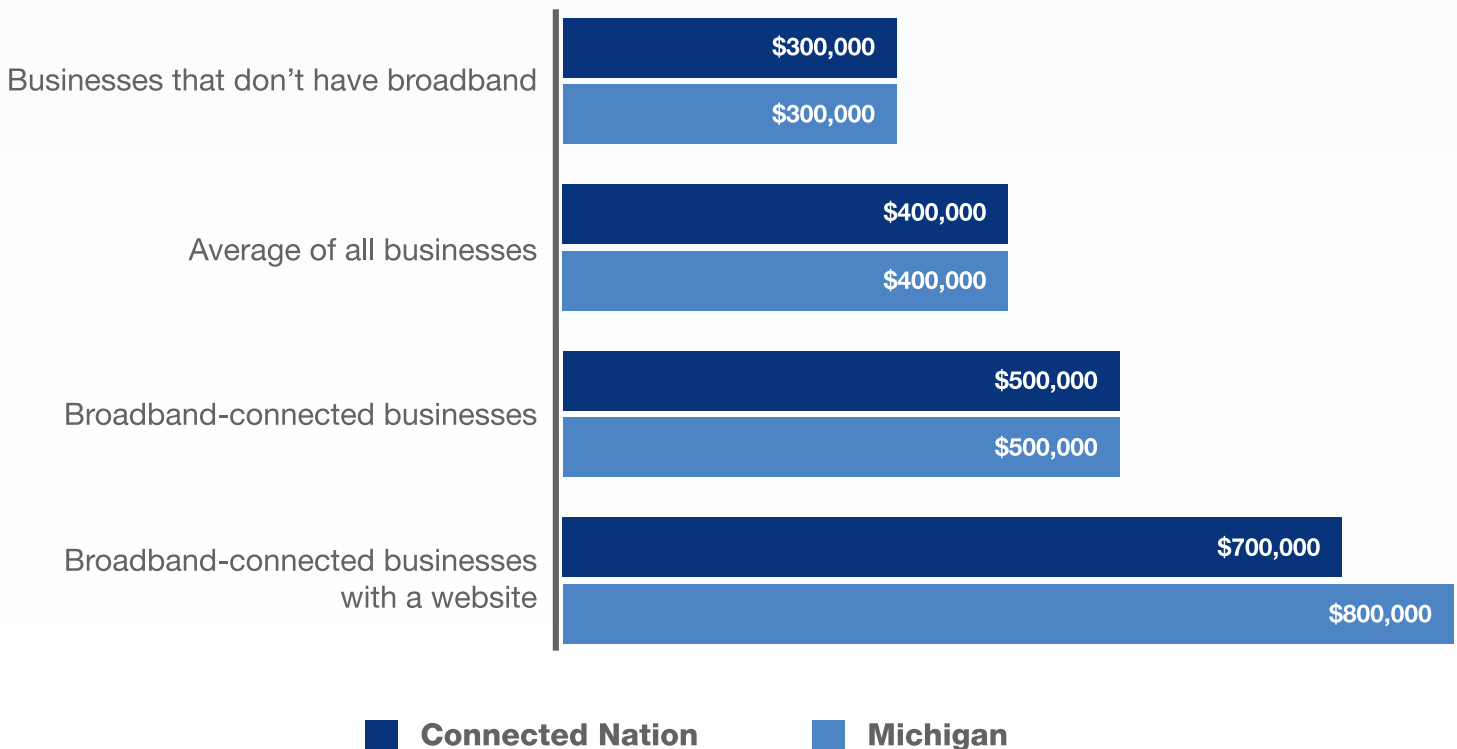 Businesses that don’t have broadband
$300,000
$300,000
Average of all businesses
$400,000
$400,000
Broadband-connected businesses
$500,000
$500,000
Broadband-connected businesses
with a website
$700,000
$800,000
Connected Nation
Michigan